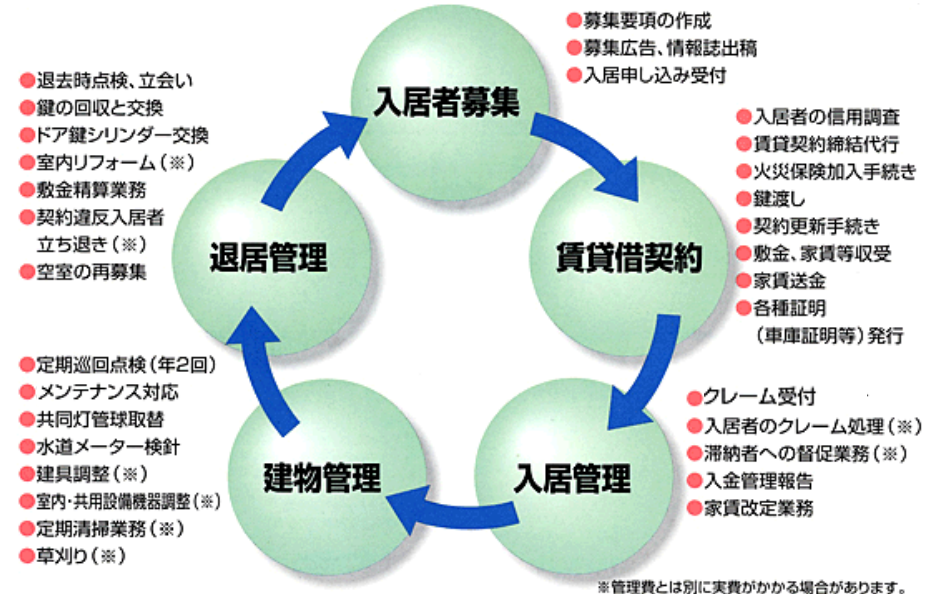 入居者募集
●募集要項の作成
●募集広告、情報誌出稿
●入居申し込み受付
賃貸借契約
●入居者の信用調査
●賃貸契約締結代行
●火災保険加入手続き
●鍵渡し
●契約更新手続き
●敷金、家賃等収受
●家賃送金
●各種証明
（車庫証明等）発行
入居管理
●クレーム受付
●入居者のクレーム処理（※）
●滞納者への督促業務（※）
●入金管理報告
●家賃改定業務
建物管理
●定期巡回点検（年2回）
●メンテナンス対応
●共同灯管球取替
●水道メーター検針
●建具調整（※）
●室内・共用設備機器調整（※）
●定期清掃業務（※）
●草刈り（※）
退居管理
●退去時点検、立会い
●鍵の回収と交換
●ドア鍵シリンダー交換
●室内リフォーム（※）
●敷金精算業務
●契約違反入居者
立ち退き（※）
●空室の再募集
※管理費とは別に実費がかかる場合があります。